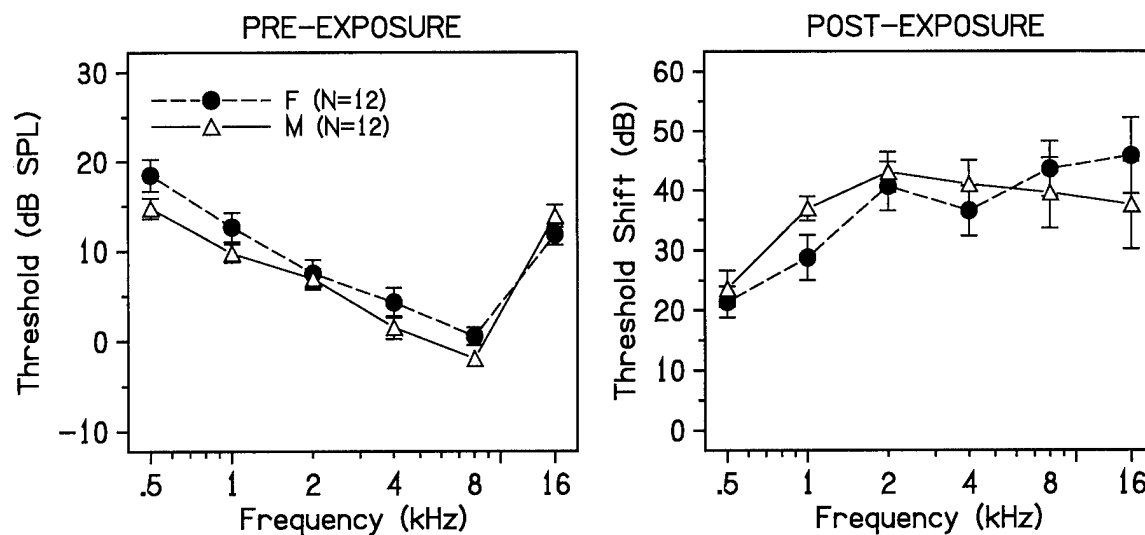 PRE-EXPOSURE
Threshold (dB SPL)
30
20
10
0
-10
F (N=12)
M (N=12)
.5 1 2 4 8 16
Frequency (kHz)
POST-EXPOSURE
Threshold Shift (dB)
60
50
40
30
20
10
0
.5 1 2 4 8 16
Frequency (kHz)